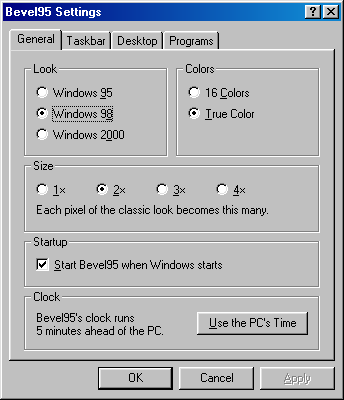 Bevel95 Settings
General Taskbar Desktop Programs
Look Colors
Windows 95 16 Colors
Windows 98 True Color
Windows 2000
Size
1× 2× 3× 4×
Each pixel of the classic look becomes this many.
Startup
Start Bevel95 when Windows starts
Clock
Bevel95's clock runs
5 minutes ahead of the PC.
Use the PC's Time
OK Cancel Apply